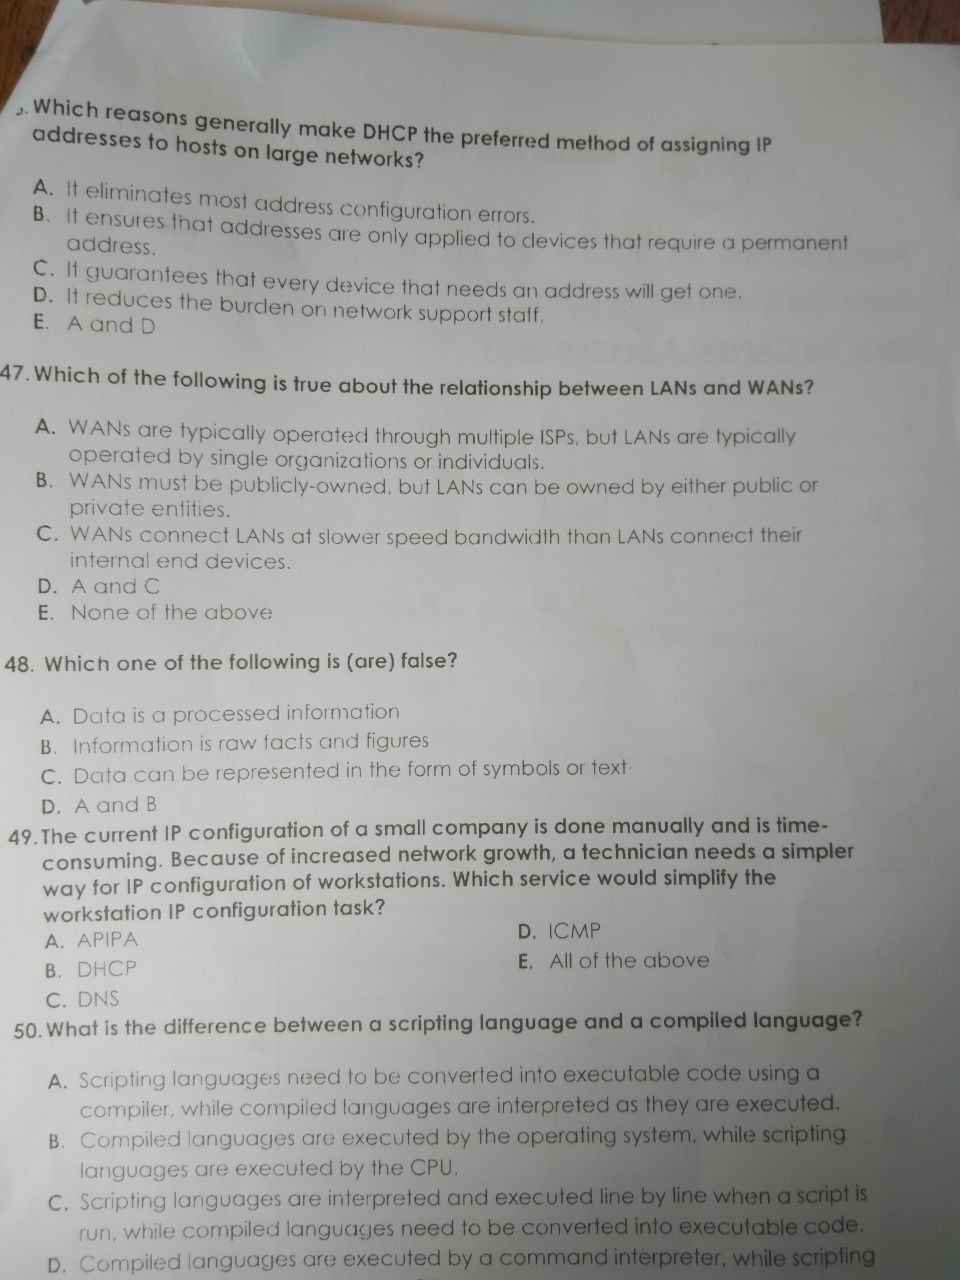 . Which reasons generally make DHCP the preferred method of assigning IP
addresses to hosts on large networks?
A. It eliminates most address configuration errors.
B. It ensures that addresses are only applied to devices that require a permanent
address.
C. It guarantees that every device that needs an address will get one.
D. It reduces the burden on network support staff.
E. A and D
47. Which of the following is true about the relationship between LANs and WANs?
A. WANs are typically operated through multiple ISPs, but LANs are typically
operated by single organizations or individuals.
B. WANs must be publicly-owned, but LANs can be owned by either public or
private entities.
C. WANs connect LANs at slower speed bandwidth than LANs connect their
internal end devices.
D. A and C
E. None of the above
48. Which one of the following is (are) false?
A. Data is a processed information
B. Information is raw facts and figures
C. Data can be represented in the form of symbols or text
D. A and B
49. The current IP configuration of a small company is done manually and is time-
consuming. Because of increased network growth, a technician needs a simpler
way for IP configuration of workstations. Which service would simplify the
workstation IP configuration task?
A. APIPA
B. DHCP
C. DNS
D. ICMP
E. All of the above
50. What is the difference between a scripting language and a compiled language?
A. Scripting languages need to be converted into executable code using a
compiler, while compiled languages are interpreted as they are executed.
B. Compiled languages are executed by the operating system, while scripting
languages are executed by the CPU.
C. Scripting languages are interpreted and executed line by line when a script is
run, while compiled languages need to be converted into executable code.
D. Compiled languages are executed by a command interpreter, while scripting